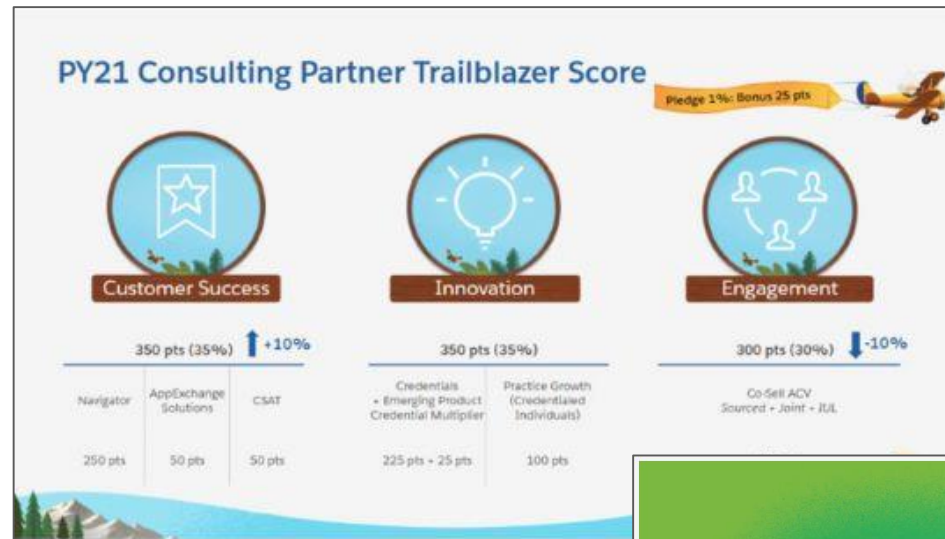 PY21 Consulting Partner Trailblazer Score
Pledge 1%: Bonus 25 pts
Customer Success
Innovation
Engagement
350 pts (35%)
+10%
350 pts (35%)
300 pts (30%)
-10%
Navigator
AppExchange
Solutions
CSAT
Credentials
+ Emerging Product
Credential Multiplier
Practice Growth
(Credentialed
Individuals)
Co-Sell ACV
Sourced + Joint + IUL
250 pts
50 pts
50 pts
225 pts + 25 pts
100 pts